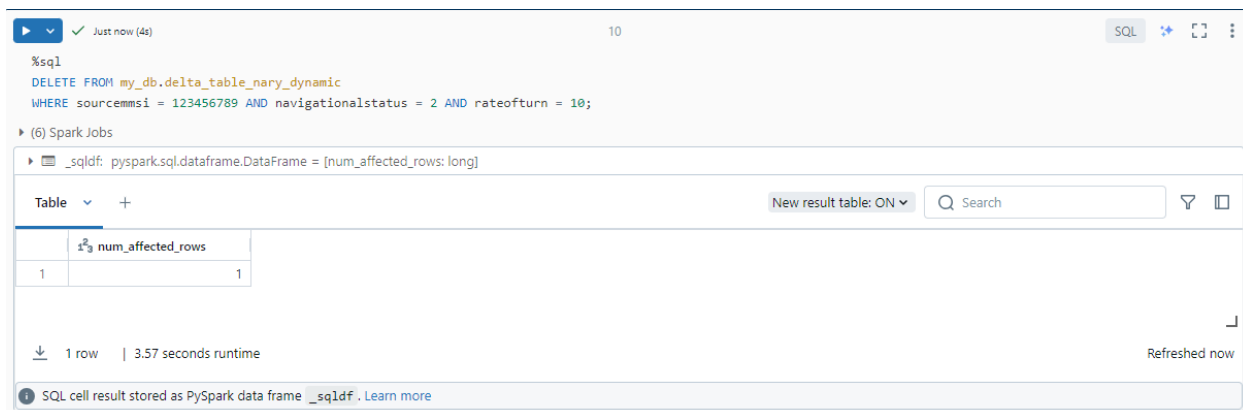 Just now (4s)
10
SQL
%sql
DELETE FROM my_db.delta_table_nary_dynamic
WHERE sourcemmsi = 123456789 AND navigationalstatus = 2 AND rateofturn = 10;
(6) Spark Jobs
_sqldf: pyspark.sql.dataframe.DataFrame = [num_affected_rows: long]
Table
+
New result table: ON
Search
1²3 num_affected_rows
1 1
1 row | 3.57 seconds runtime
Refreshed now
SQL cell result stored as PySpark data frame _sqldf. Learn more